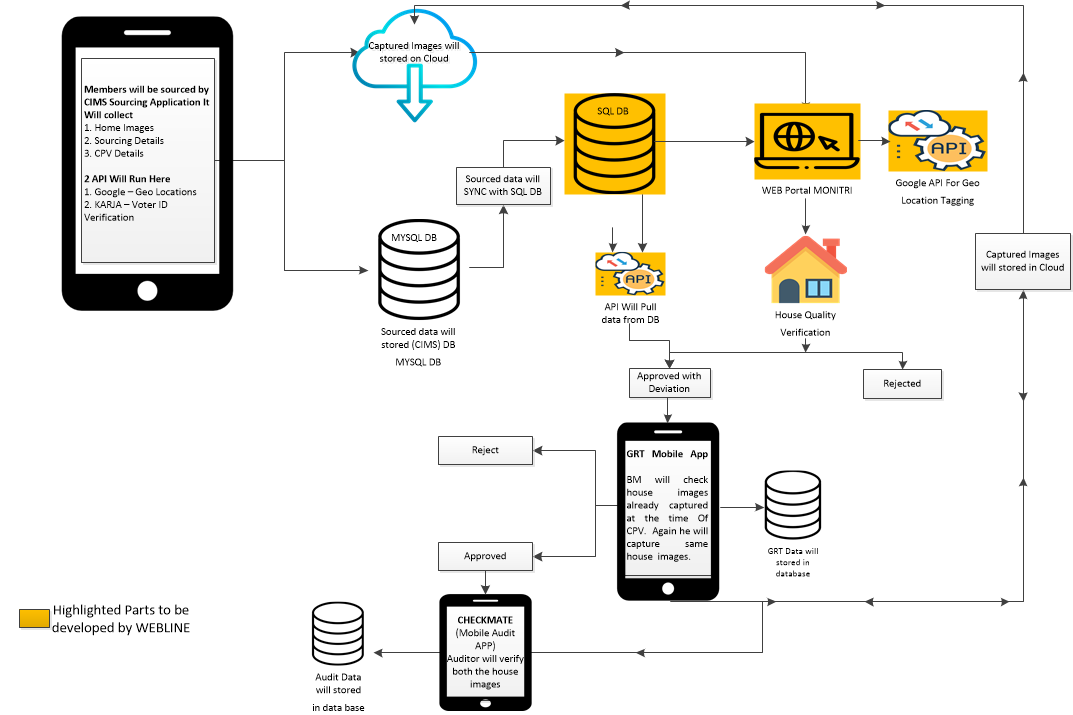 Members will be sourced by
CIMS Sourcing Application It
Will collect
1. Home Images
2. Sourcing Details
3. CPV Details
2 API Will Run Here
1. Google – Geo Locations
2. KARJA – Voter ID
Verification
Captured Images will
stored on Cloud
SQL DB
Sourced data will
SYNC with SQL DB
MYSQL DB
Sourced data will
stored (CIMS) DB
MYSQL DB
API
API Will Pull
data from DB
WEB Portal MONITRI
API
Google API For Geo
Location Tagging
House Quality
Verification
Captured Images
will stored in Cloud
Approved with
Deviation
Rejected
GRT Mobile App
BM will check
house images
already captured
at the time Of
CPV. Again he will
capture same
house images.
Reject
Approved
GRT Data will
stored in
database
CHECKMATE
(Mobile Audit
APP)
Auditor will verify
both the house
images
Audit Data
will stored
in data base
Highlighted Parts to be
developed by WEBLINE